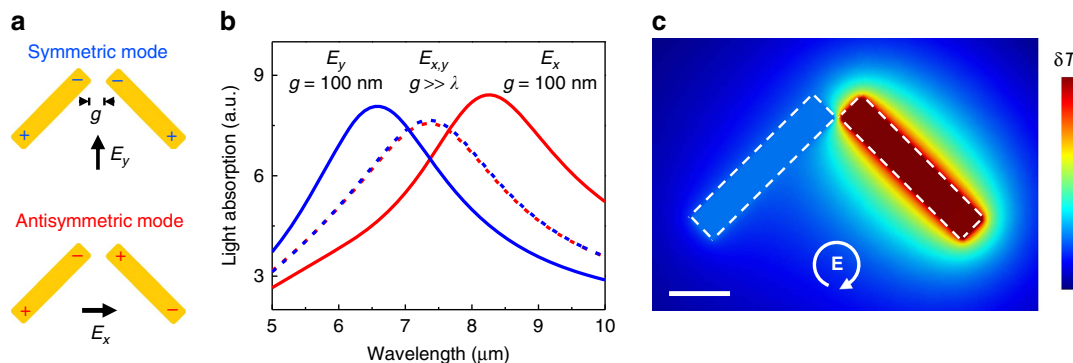 a
Symmetric mode
− −
g
+ +
E_y
Antisymmetric mode
− +
+ −
E_x
b
E_y E_x,y E_x
g = 100 nm g >> λ g = 100 nm
Light absorption (a.u.)
9
6
3
5 6 7 8 9 10
Wavelength (μm)
c
δT
E